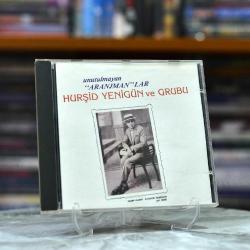 unutulmayan
"ARANJMAN"LAR
HURŞİD YENİGÜN ve GRUBU